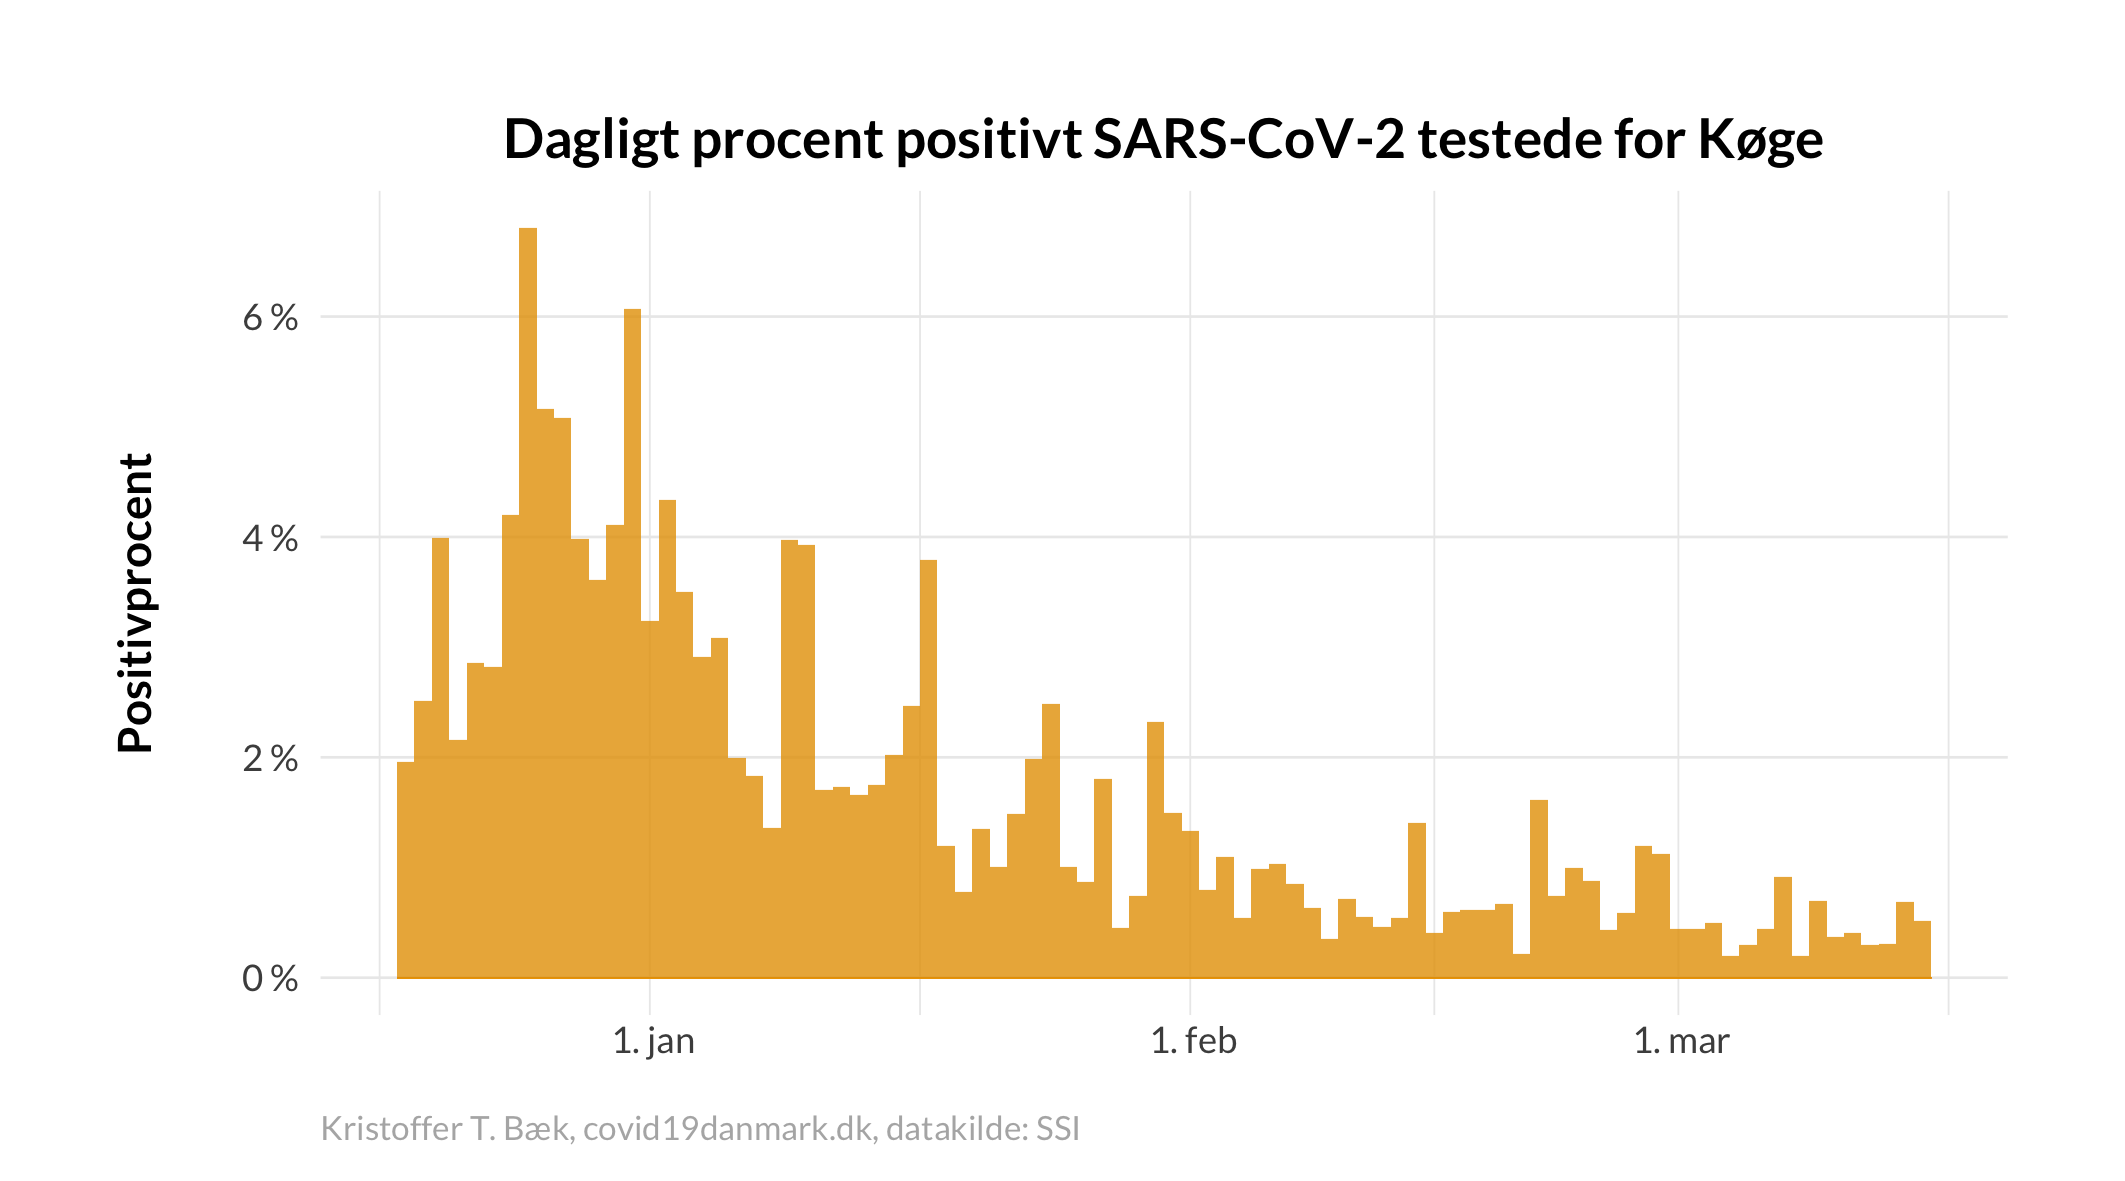 Dagligt procent positivt SARS-CoV-2 testede for Køge
Positivprocent
6 %
4 %
2 %
0 %
1. jan
1. feb
1. mar
Kristoffer T. Bæk, covid19danmark.dk, datakilde: SSI